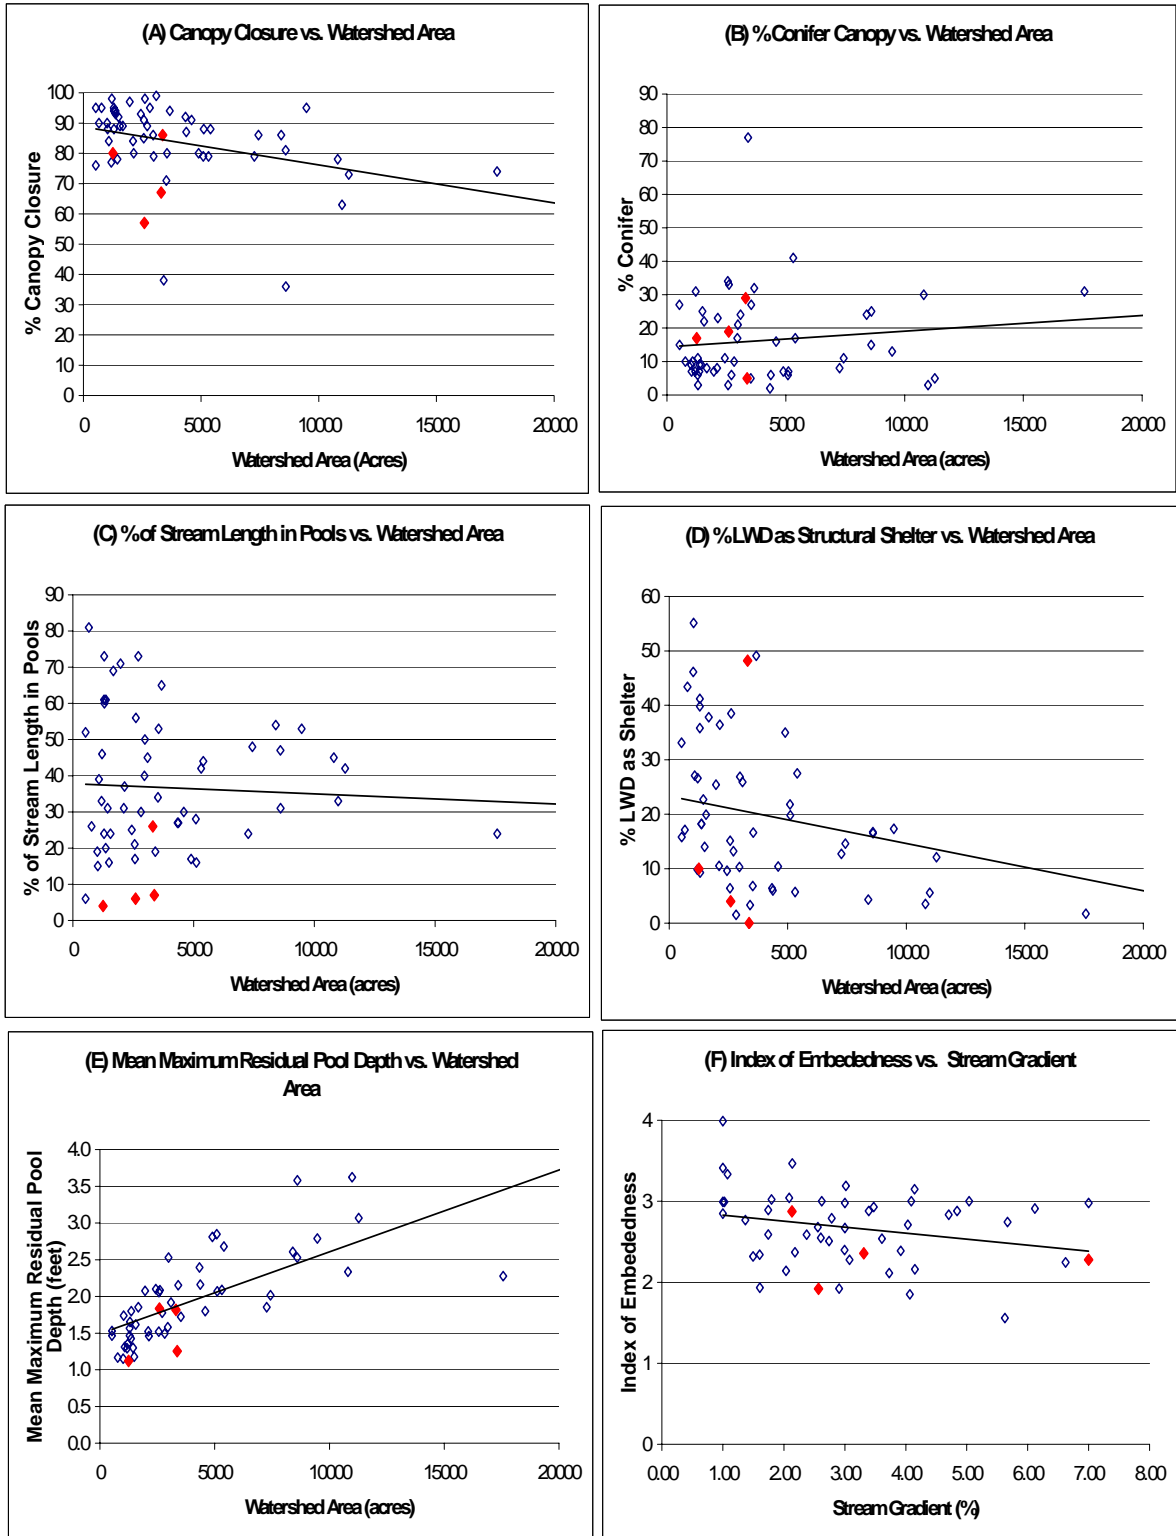 (A) Canopy Closure vs. Watershed Area
% Canopy Closure
100
90
80
70
60
50
40
30
20
10
0
0 5000 10000 15000 20000
Watershed Area (Acres)
(B) % Conifer Canopy vs. Watershed Area
% Conifer
90
80
70
60
50
40
30
20
10
0
0 5000 10000 15000 20000
Watershed Area (acres)
(C) % of Stream Length in Pools vs. Watershed Area
% of Stream Length in Pools
90
80
70
60
50
40
30
20
10
0
0 5000 10000 15000 20000
Watershed Area (acres)
(D) % LWD as Structural Shelter vs. Watershed Area
% LWD as Shelter
60
50
40
30
20
10
0
0 5000 10000 15000 20000
Watershed Area (acres)
(E) Mean Maximum Residual Pool Depth vs. Watershed
Area
Mean Maximum Residual Pool
Depth (feet)
4.0
3.5
3.0
2.5
2.0
1.5
1.0
0.5
0.0
0 5000 10000 15000 20000
Watershed Area (acres)
(F) Index of Embededness vs. Stream Gradient
Index of Embededness
4
3
2
1
0
0.00 1.00 2.00 3.00 4.00 5.00 6.00 7.00 8.00
Stream Gradient (%)